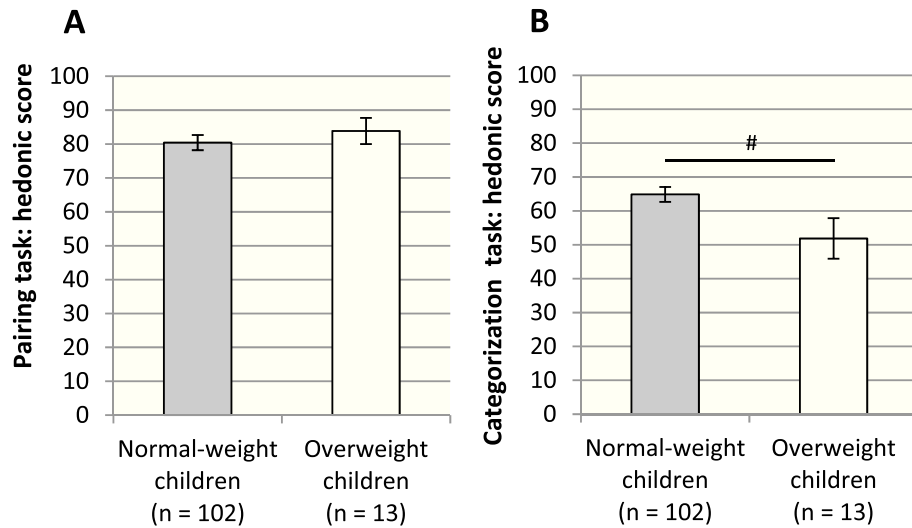 A
Pairing task: hedonic score
100
90
80
70
60
50
40
30
20
10
0
Normal-weight
children
(n = 102)
Overweight
children
(n = 13)
B
Categorization task: hedonic score
100
90
80
70
60
50
40
30
20
10
0
#
Normal-weight
children
(n = 102)
Overweight
children
(n = 13)